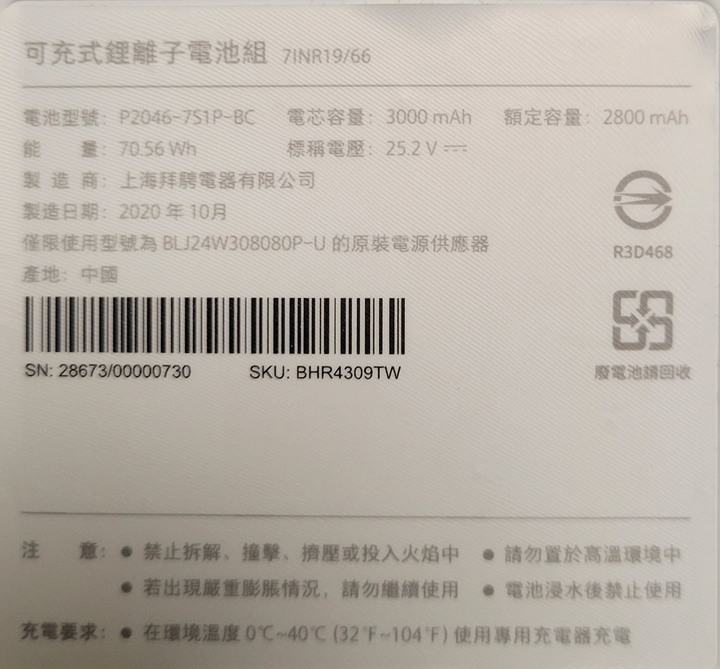 可充式鋰離子電池組 7INR19/66
電池型號：P2046-7S1P-BC 電芯容量：3000 mAh 額定容量：2800 mAh
能 量：70.56 Wh 標稱電壓：25.2 V ⎓
製 造 商：上海拜騁電器有限公司
製造日期：2020 年 10月
僅限使用型號為 BLJ24W308080P-U 的原裝電源供應器
產地：中國
R3D468
SN: 28673/00000730 SKU: BHR4309TW
廢電池請回收
注 意：● 禁止拆解、撞擊、擠壓或投入火焰中 ● 請勿置於高溫環境中
● 若出現嚴重膨脹情況，請勿繼續使用 ● 電池浸水後禁止使用
充電要求：● 在環境溫度 0℃~40℃ (32℉~104℉) 使用專用充電器充電